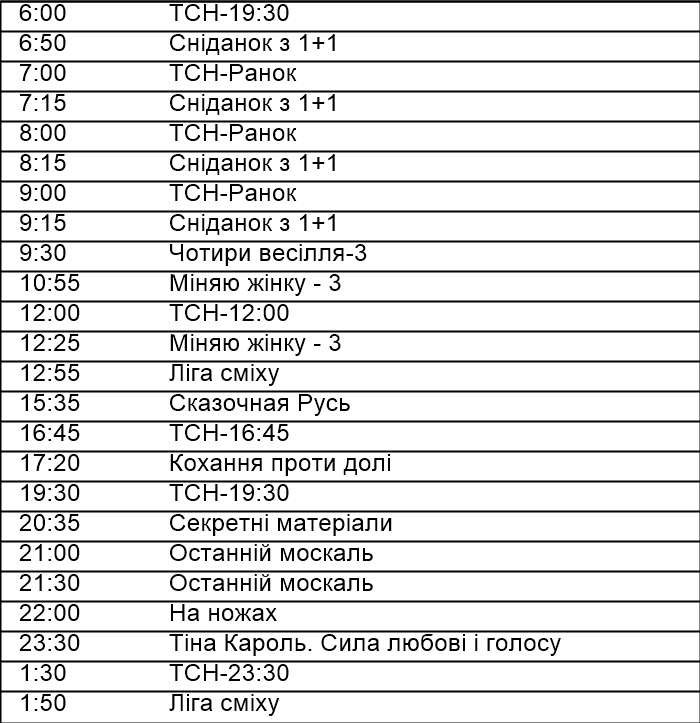 6:00 ТСН-19:30
6:50 Сніданок з 1+1
7:00 ТСН-Ранок
7:15 Сніданок з 1+1
8:00 ТСН-Ранок
8:15 Сніданок з 1+1
9:00 ТСН-Ранок
9:15 Сніданок з 1+1
9:30 Чотири весілля-3
10:55 Міняю жінку - 3
12:00 ТСН-12:00
12:25 Міняю жінку - 3
12:55 Ліга сміху
15:35 Сказочная Русь
16:45 ТСН-16:45
17:20 Кохання проти долі
19:30 ТСН-19:30
20:35 Секретні матеріали
21:00 Останній москаль
21:30 Останній москаль
22:00 На ножах
23:30 Тіна Кароль. Сила любові і голосу
1:30 ТСН-23:30
1:50 Ліга сміху